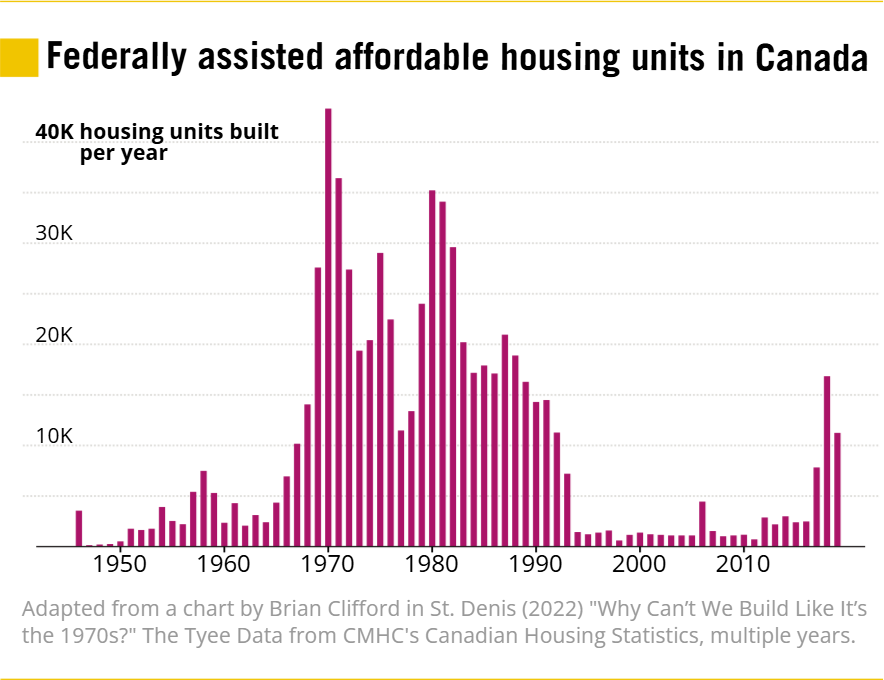 Federally assisted affordable housing units in Canada
40K housing units built
per year
30K
20K
10K
1950 1960 1970 1980 1990 2000 2010
Adapted from a chart by Brian Clifford in St. Denis (2022) "Why Can’t We Build Like It’s
the 1970s?" The Tyee Data from CMHC's Canadian Housing Statistics, multiple years.